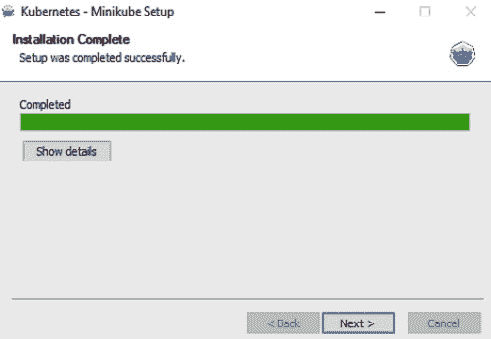 Kubernetes - Minikube Setup
Installation Complete
Setup was completed successfully.
Completed
Show details
< Back
Next >
Cancel